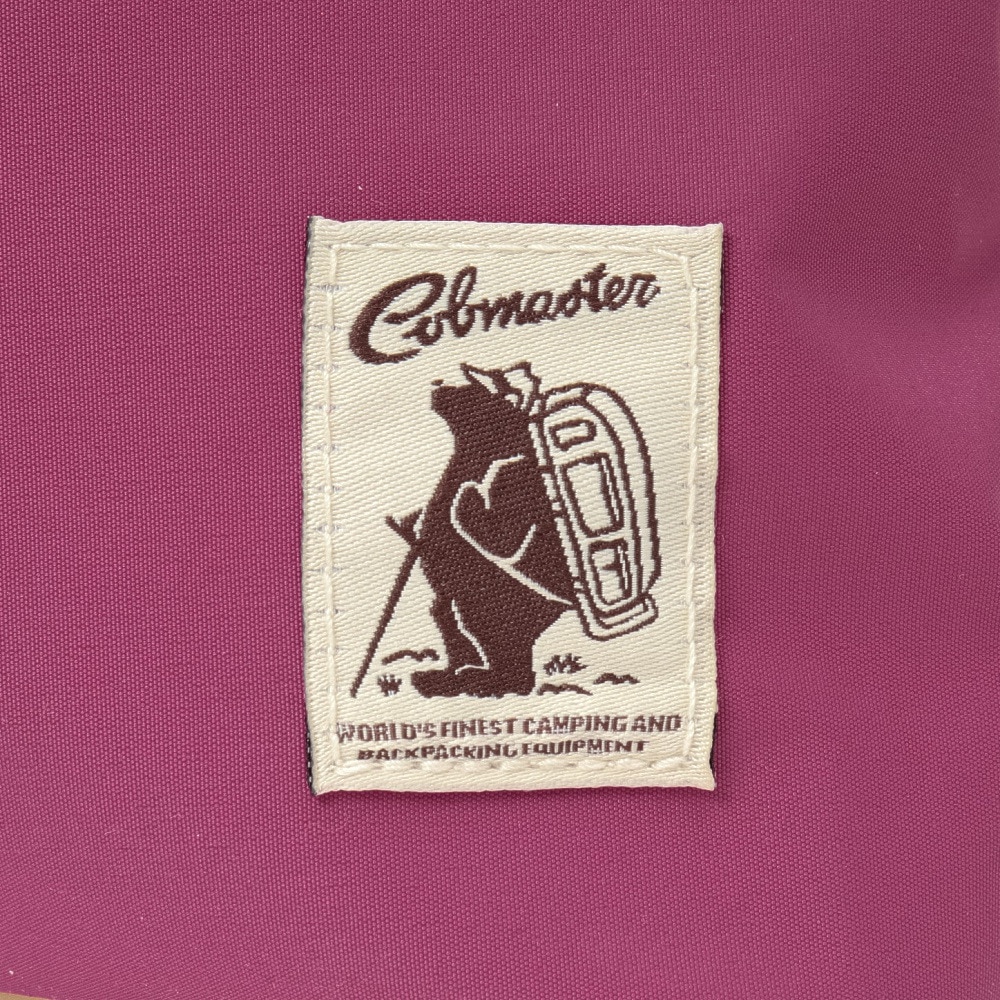 Cobmaster
WORLD'S FINEST CAMPING AND
BACKPACKING EQUIPMENT